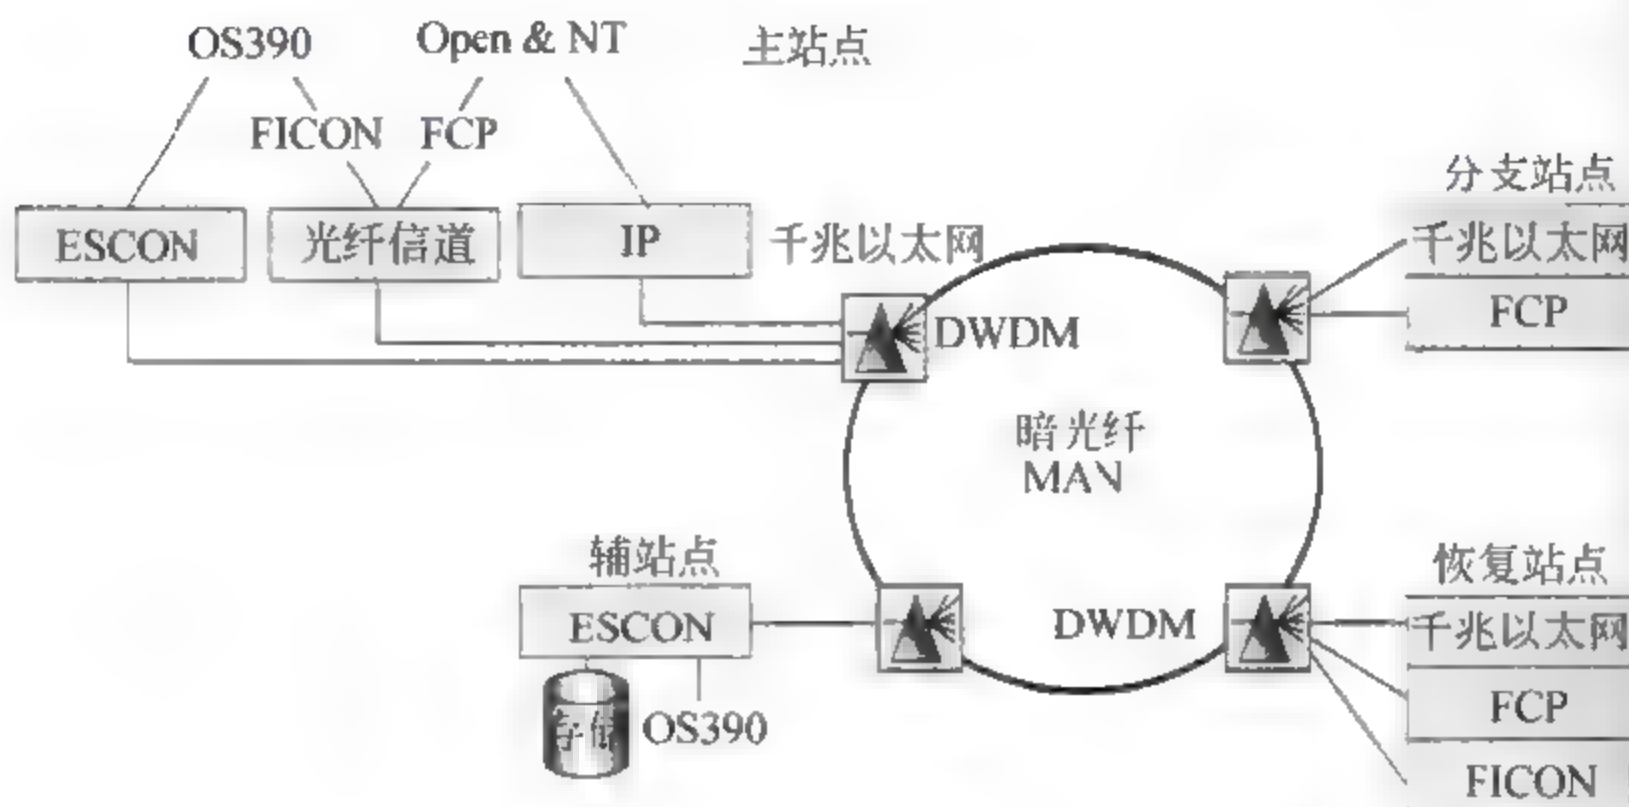 OS390
Open & NT
主站点
FICON
FCP
ESCON
光纤信道
IP
千兆以太网
DWDM
分支站点
千兆以太网
FCP
暗光纤
MAN
辅站点
ESCON
存储
OS390
DWDM
恢复站点
千兆以太网
FCP
FICON